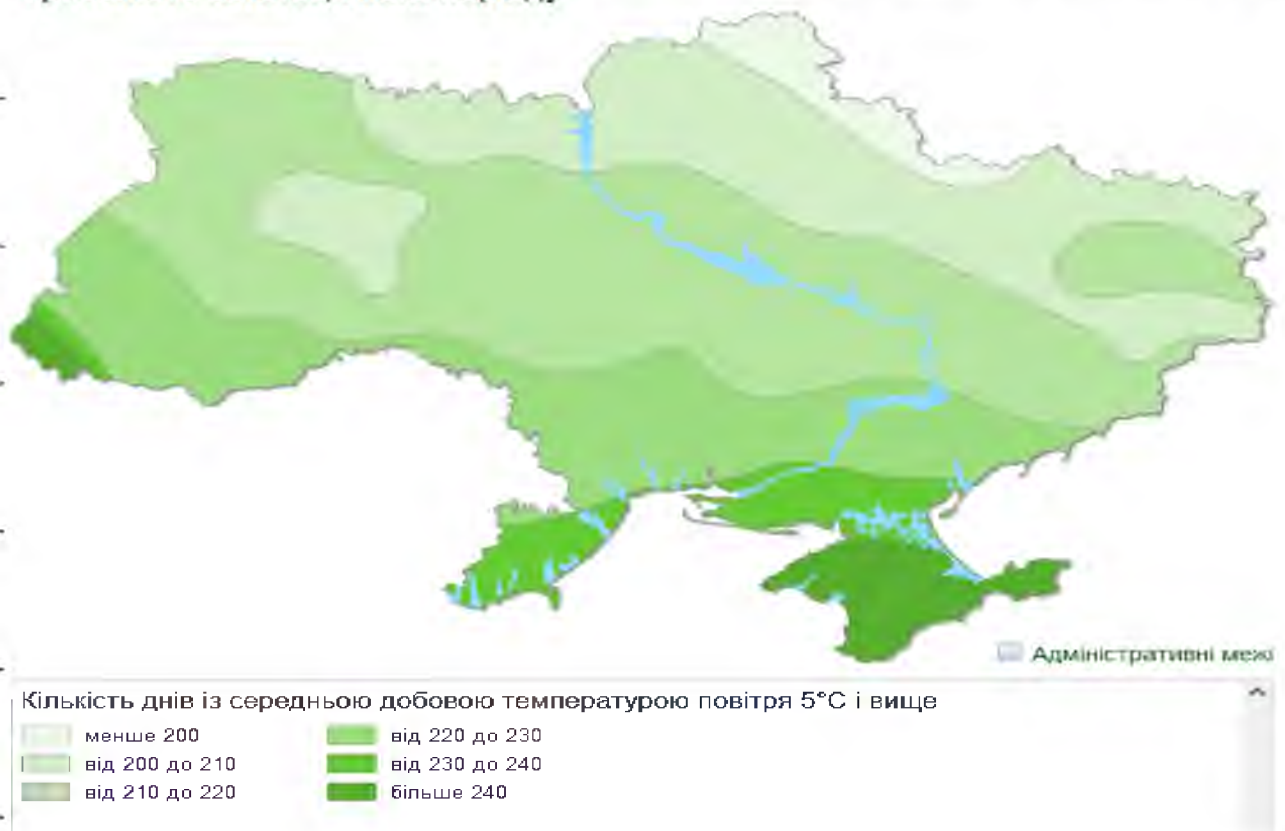 Адміністративні межі
Кількість днів із середньою добовою температурою повітря 5°C і вище
менше 200
від 200 до 210
від 210 до 220
від 220 до 230
від 230 до 240
більше 240